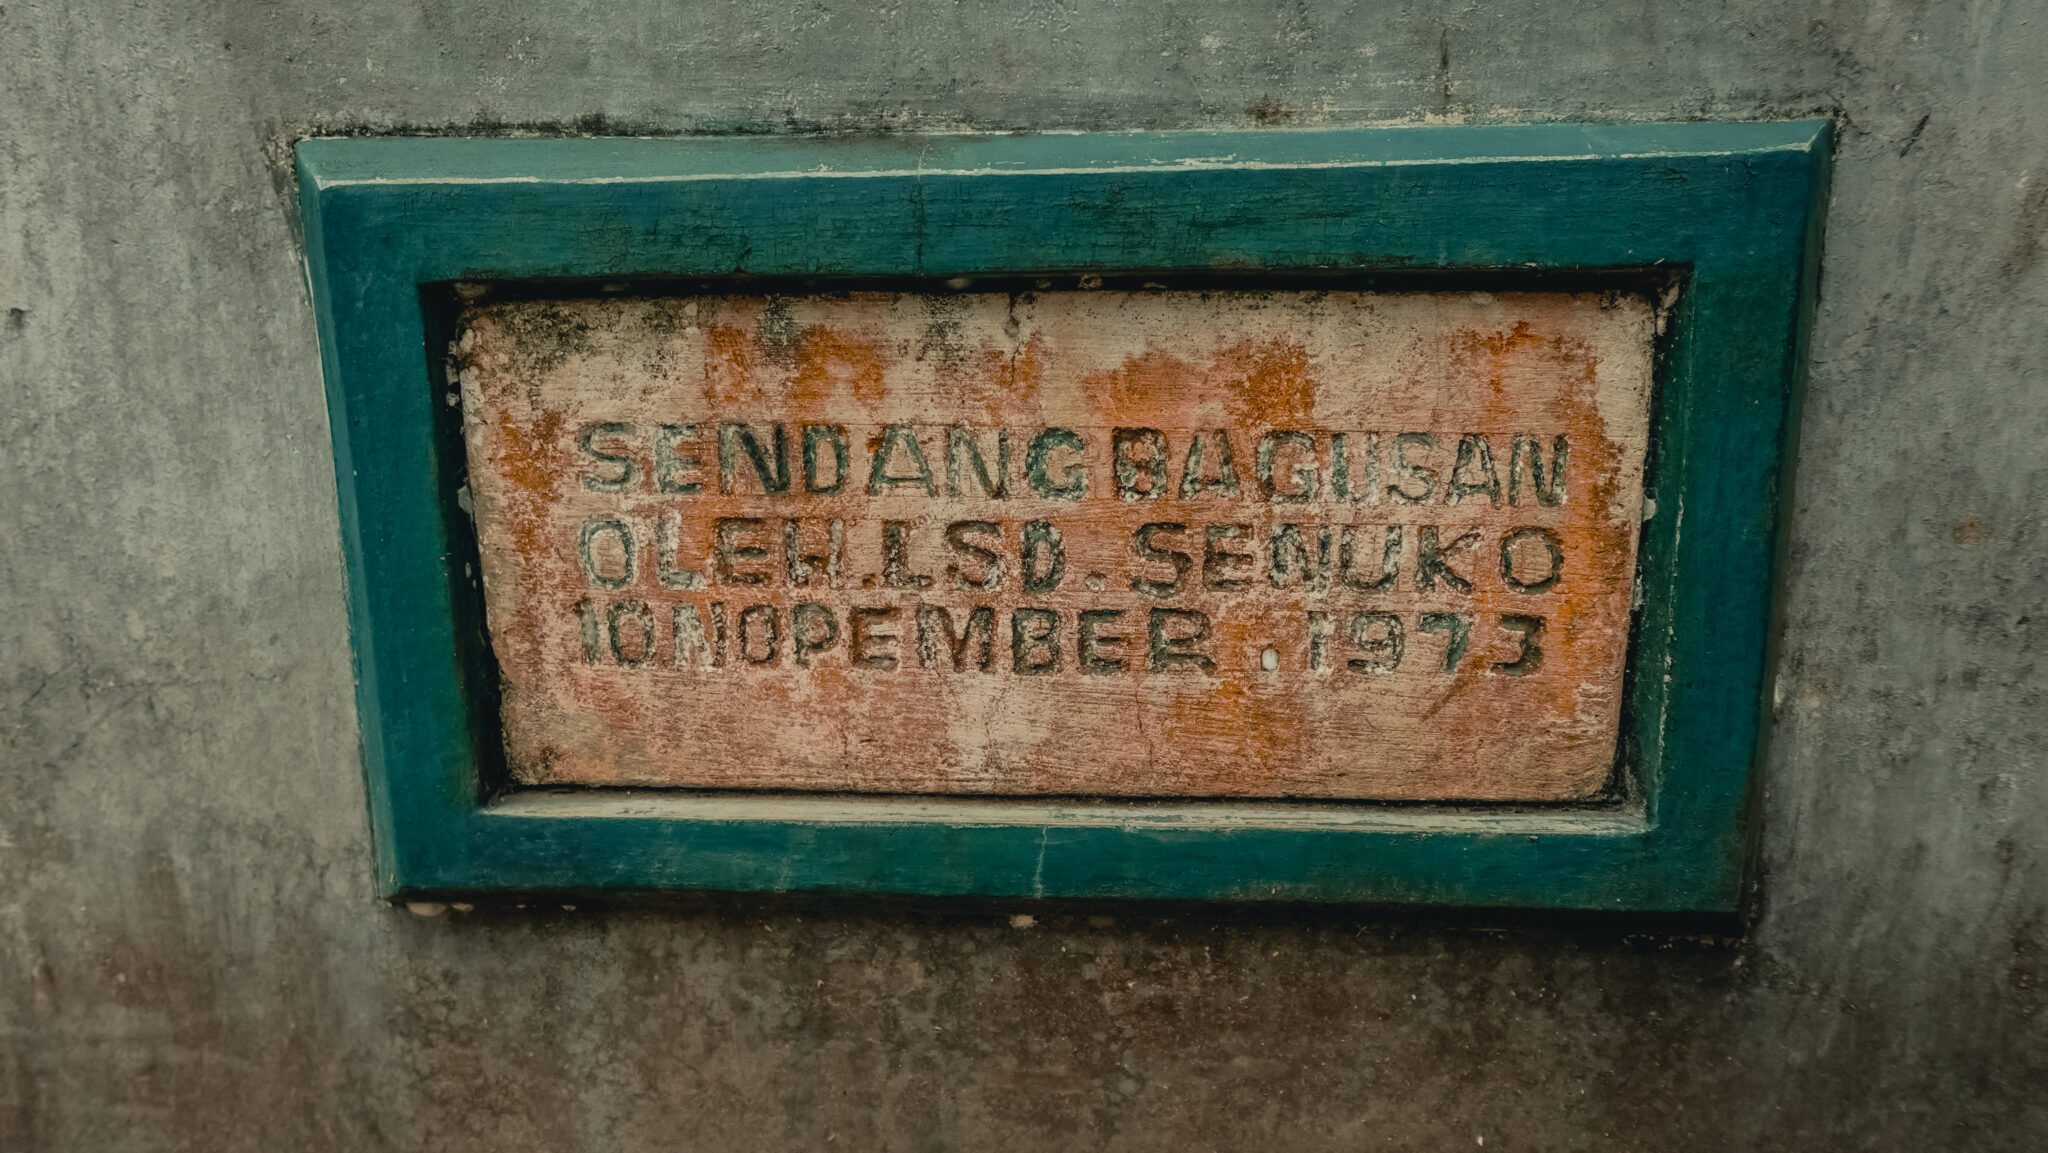 SENDANG BAGUSAN
OLEH.LSD.SENUKO
10.NOPEMBER.1973